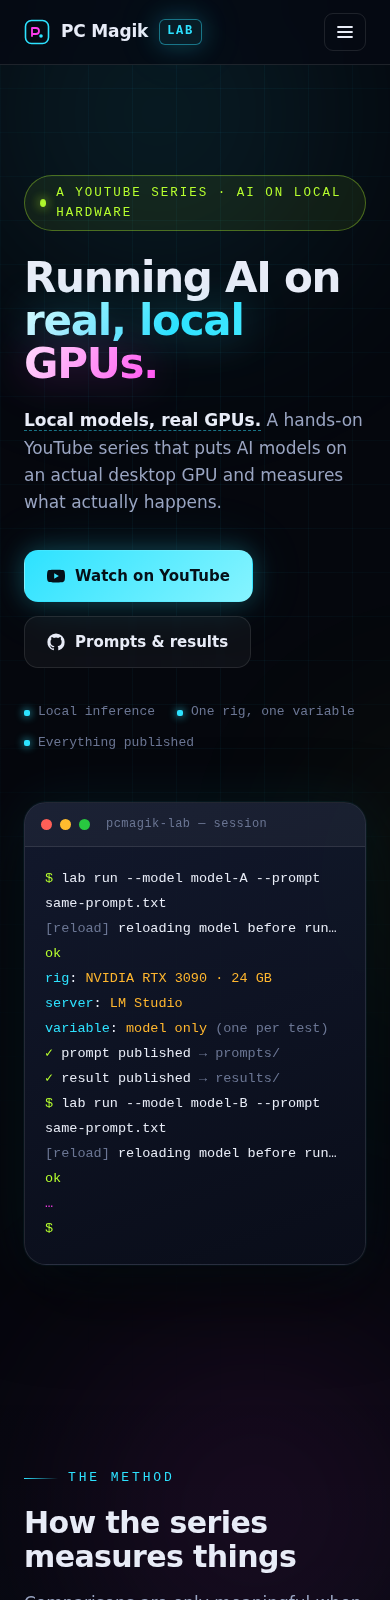 PC Magik LAB
A YOUTUBE SERIES · AI ON LOCAL
HARDWARE
Running AI on
real, local
GPUs.
Local models, real GPUs. A hands-on
YouTube series that puts AI models on
an actual desktop GPU and measures
what actually happens.
Watch on YouTube
Prompts & results
Local inference One rig, one variable
Everything published
pcmagik-lab — session
$ lab run --model model-A --prompt
same-prompt.txt
[reload] reloading model before run…
ok
rig: NVIDIA RTX 3090 · 24 GB
server: LM Studio
variable: model only (one per test)
✓ prompt published → prompts/
✓ result published → results/
$ lab run --model model-B --prompt
same-prompt.txt
[reload] reloading model before run…
ok
…
$
THE METHOD
How the series
measures things
Comparisons are only meaningful when